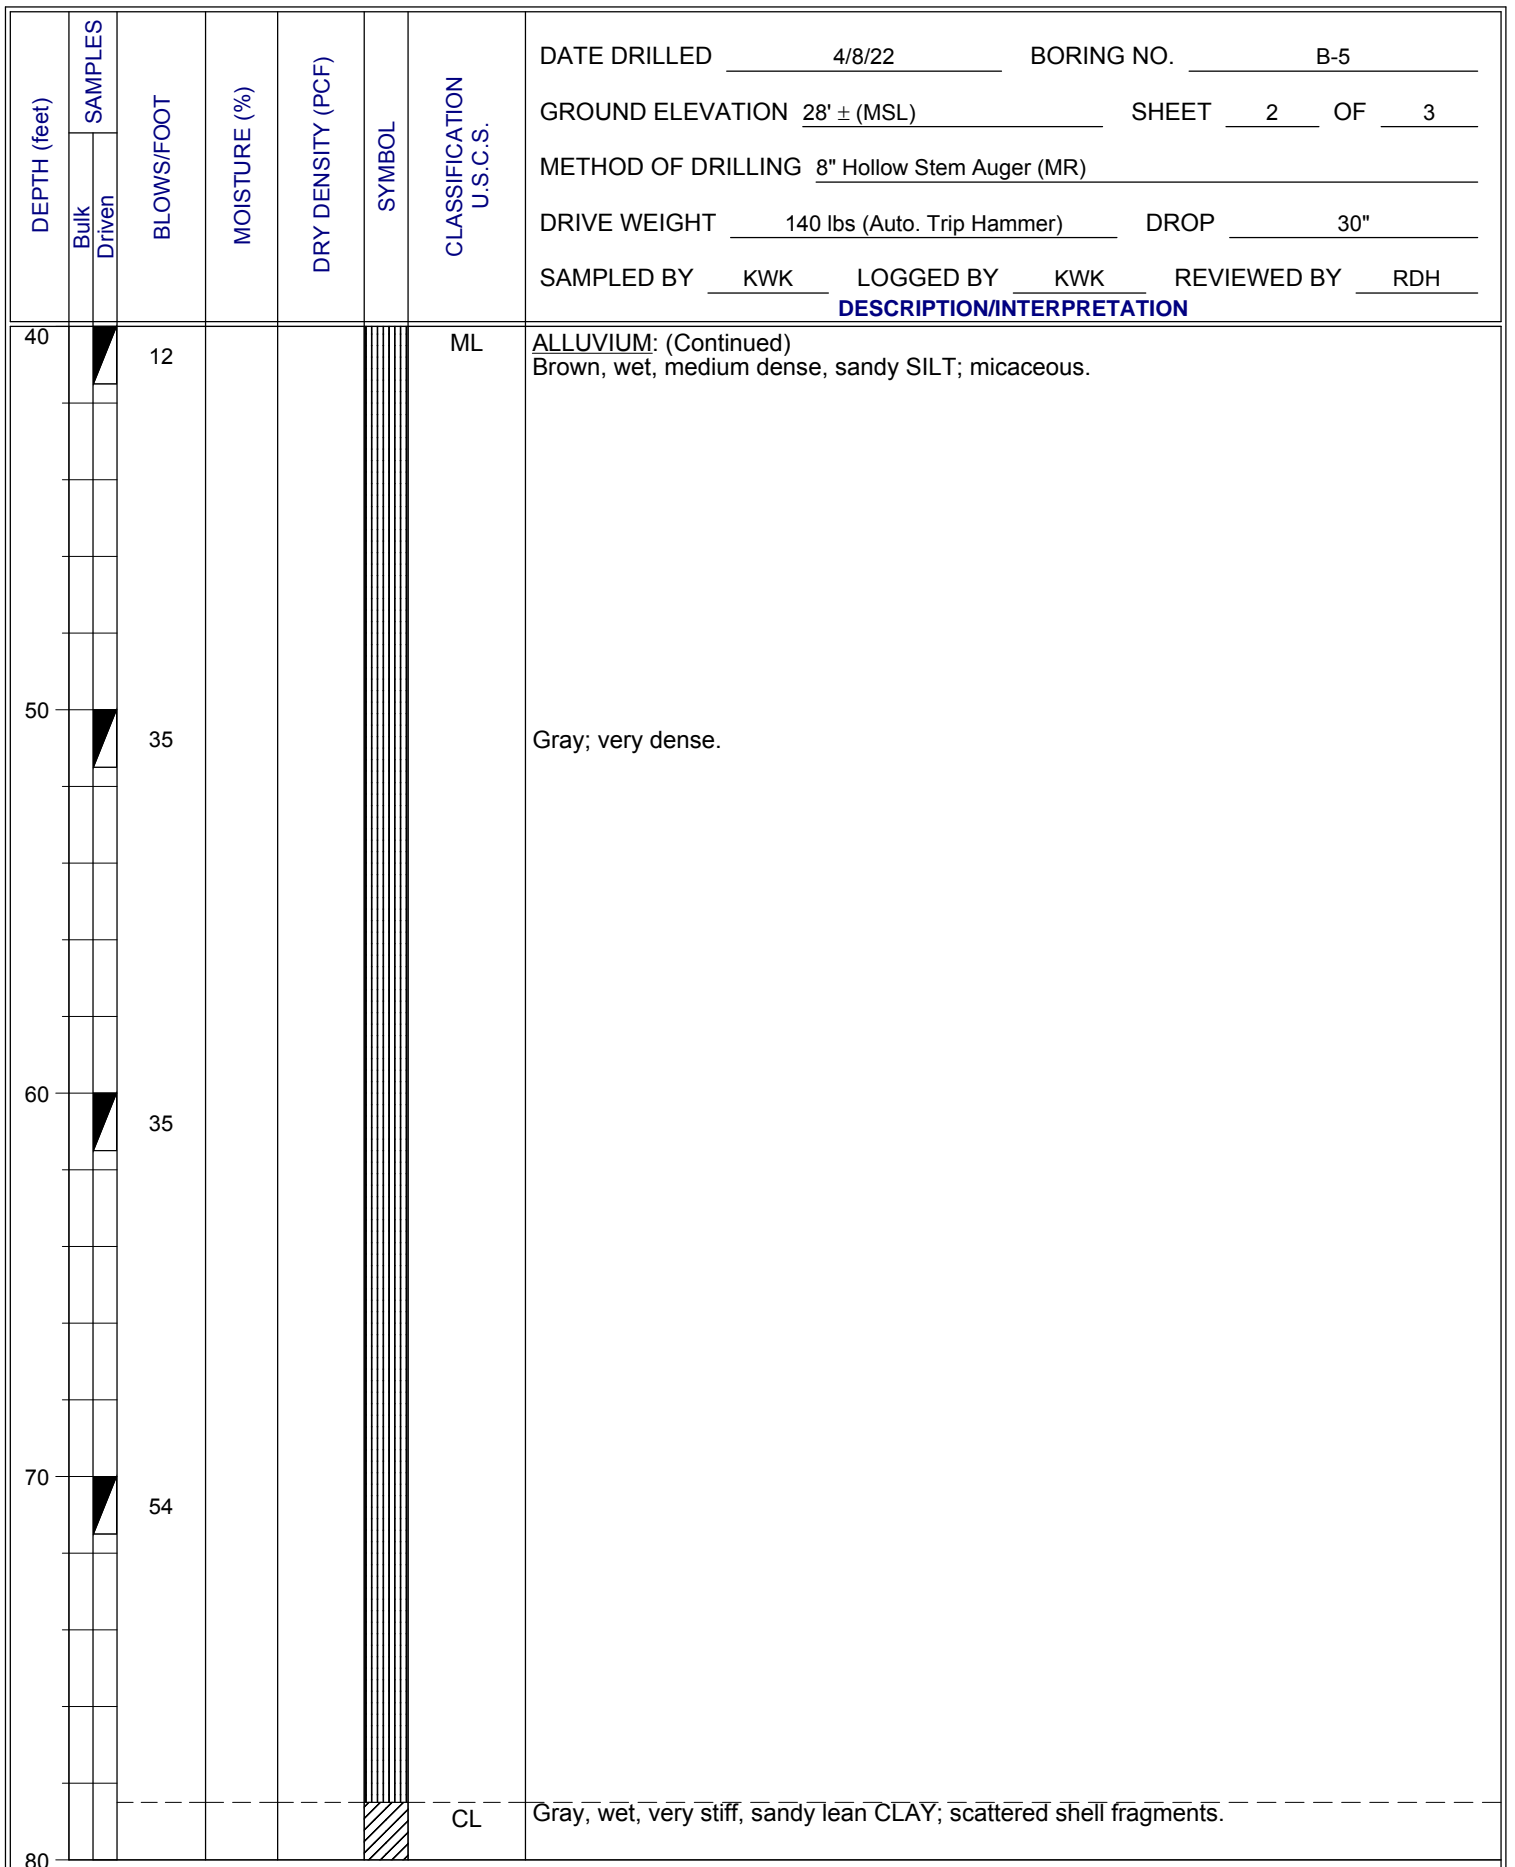 DEPTH (feet)
SAMPLES
Bulk
Driven
BLOWS/FOOT
MOISTURE (%)
DRY DENSITY (PCF)
SYMBOL
CLASSIFICATION
U.S.C.S.
DATE DRILLED 4/8/22 BORING NO. B-5
GROUND ELEVATION 28' ± (MSL) SHEET 2 OF 3
METHOD OF DRILLING 8" Hollow Stem Auger (MR)
DRIVE WEIGHT 140 lbs (Auto. Trip Hammer) DROP 30"
SAMPLED BY KWK LOGGED BY KWK REVIEWED BY RDH
DESCRIPTION/INTERPRETATION
40 12 ML ALLUVIUM: (Continued)
Brown, wet, medium dense, sandy SILT; micaceous.
50
35 Gray; very dense.
60
35
70
54
CL Gray, wet, very stiff, sandy lean CLAY; scattered shell fragments.
80